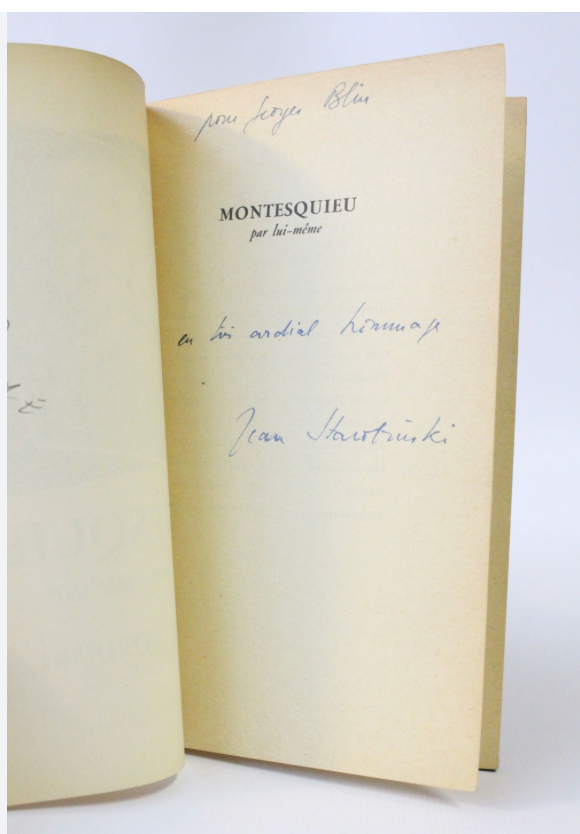 pour Georges Blin
MONTESQUIEU
par lui-même
en très cordial hommage
Jean Starobinski